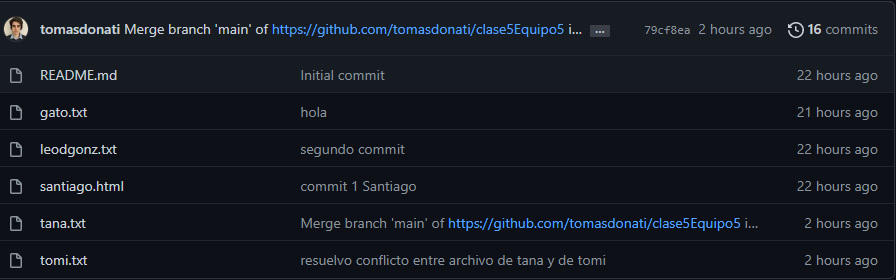 tomasdonati Merge branch 'main' of https://github.com/tomasdonati/clase5Equipo5 i... ... 79cf8ea 2 hours ago 16 commits
README.md Initial commit 22 hours ago
gato.txt hola 21 hours ago
leodgonz.txt segundo commit 22 hours ago
santiago.html commit 1 Santiago 22 hours ago
tana.txt Merge branch 'main' of https://github.com/tomasdonati/clase5Equipo5 i... 2 hours ago
tomi.txt resuelvo conflicto entre archivo de tana y de tomi 2 hours ago